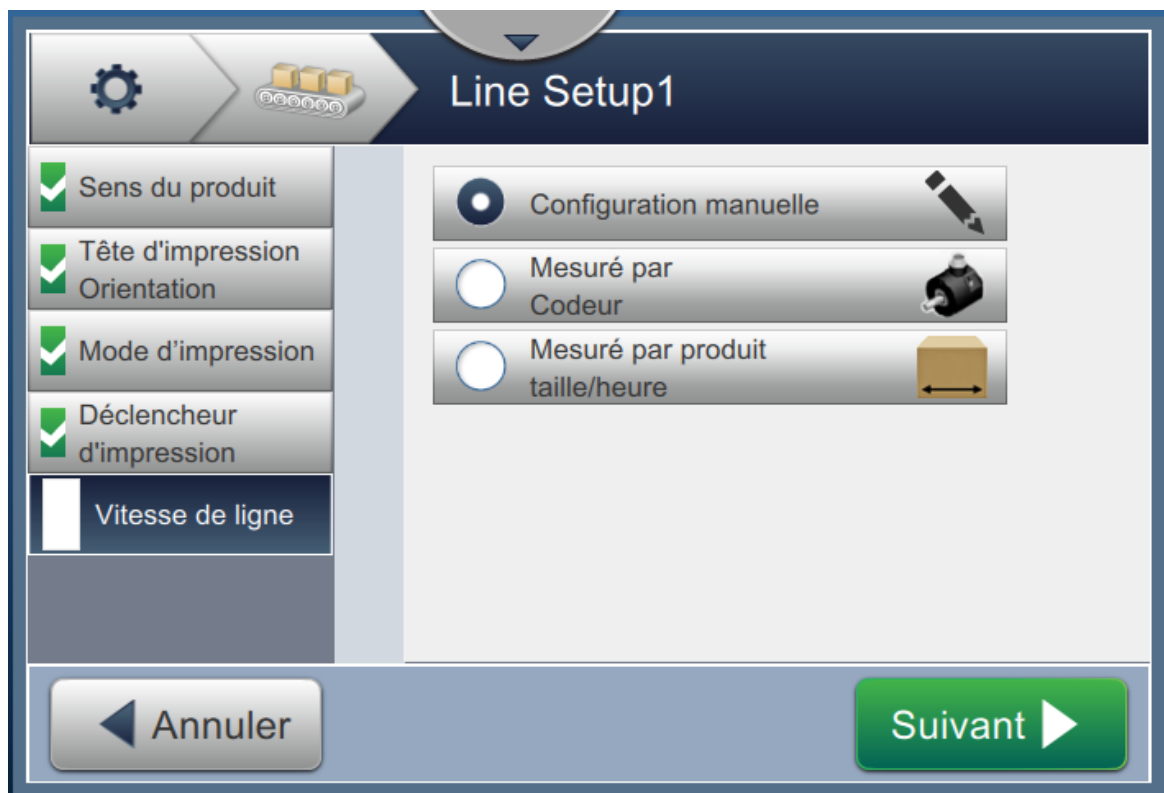 Line Setup1
Sens du produit
Tête d'impression
Orientation
Mode d’impression
Déclencheur
d'impression
Vitesse de ligne
Configuration manuelle
Mesuré par
Codeur
Mesuré par produit
taille/heure
Annuler
Suivant